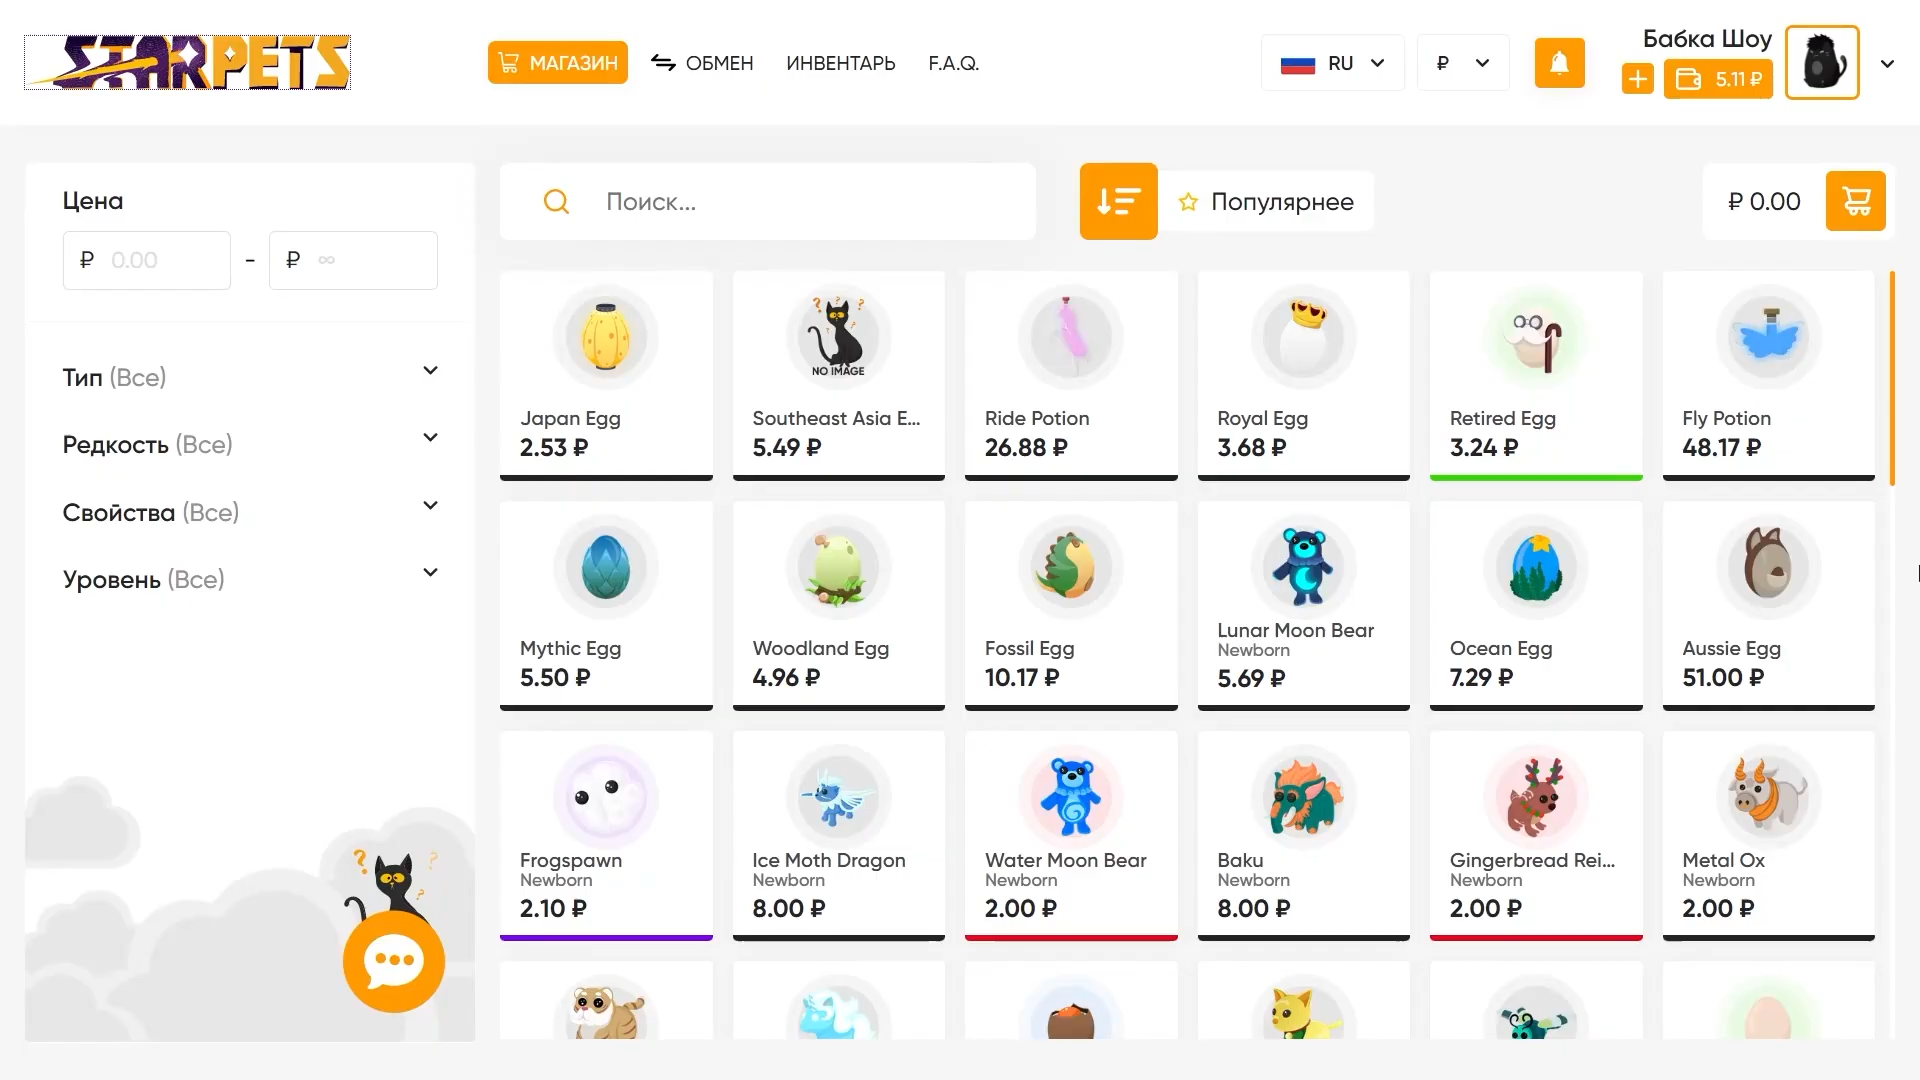 STARPETS
МАГАЗИН
ОБМЕН
ИНВЕНТАРЬ
F.A.Q.
RU
₽
Бабка Шоу
5.11 ₽
Цена
₽ 0.00 - ₽ ∞
Тип (Все)
Редкость (Все)
Свойства (Все)
Уровень (Все)
Поиск...
Популярнее
₽ 0.00
Japan Egg
2.53 ₽
NO IMAGE
Southeast Asia E...
5.49 ₽
Ride Potion
26.88 ₽
Royal Egg
3.68 ₽
Retired Egg
3.24 ₽
Fly Potion
48.17 ₽
Mythic Egg
5.50 ₽
Woodland Egg
4.96 ₽
Fossil Egg
10.17 ₽
Lunar Moon Bear
Newborn
5.69 ₽
Ocean Egg
7.29 ₽
Aussie Egg
51.00 ₽
Frogspawn
Newborn
2.10 ₽
Ice Moth Dragon
Newborn
8.00 ₽
Water Moon Bear
Newborn
2.00 ₽
Baku
Newborn
8.00 ₽
Gingerbread Rei...
Newborn
2.00 ₽
Metal Ox
Newborn
2.00 ₽